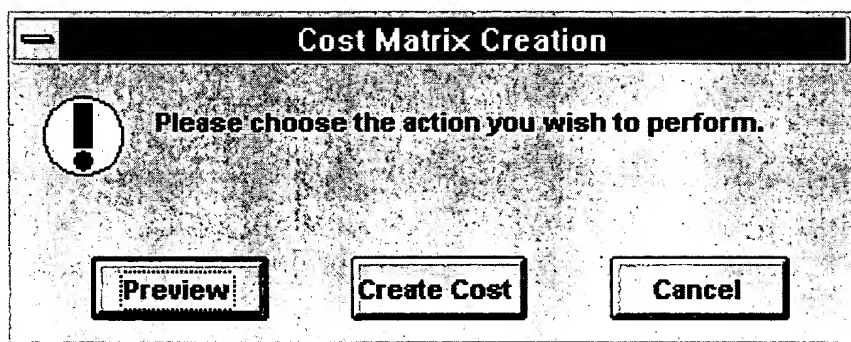 Cost Matrix Creation
Please choose the action you wish to perform.
Preview Create Cost Cancel